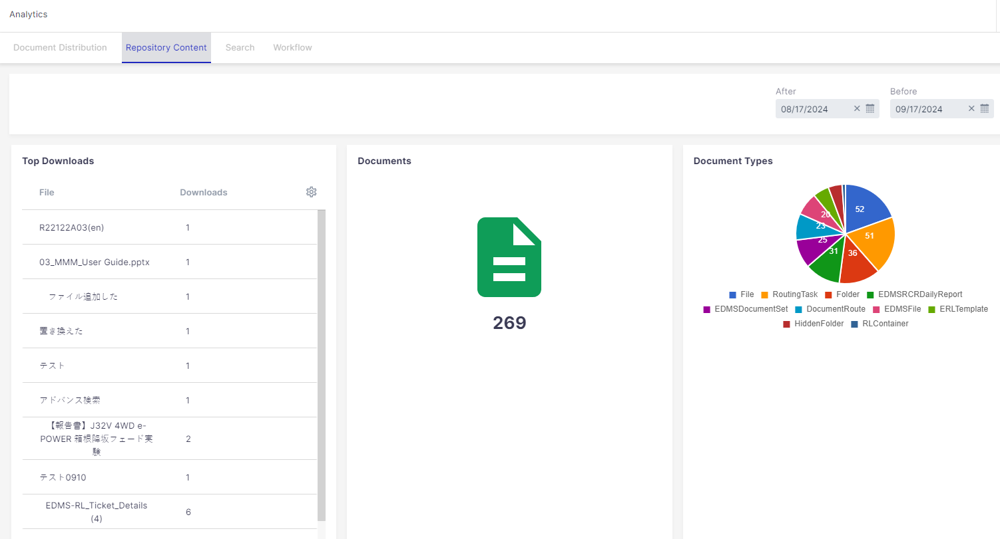 Analytics
Document Distribution Repository Content Search Workflow
After Before
08/17/2024 09/17/2024
Top Downloads
File Downloads
R22122A03(en) 1
03_MMM_User Guide.pptx 1
ファイル追加した 1
置き換えた 1
テスト 1
アドバンス検索 1
【報告書】J32V 4WD e-
POWER 箱根降坂フェード実 2
験
テスト0910 1
EDMS-RL_Ticket_Details
(4) 6
Documents
269
Document Types
52
51
36
31
25
23
20
File RoutingTask Folder EDMSRCRDailyReport
EDMSDocumentSet DocumentRoute EDMSFile ERLTemplate
HiddenFolder RLContainer